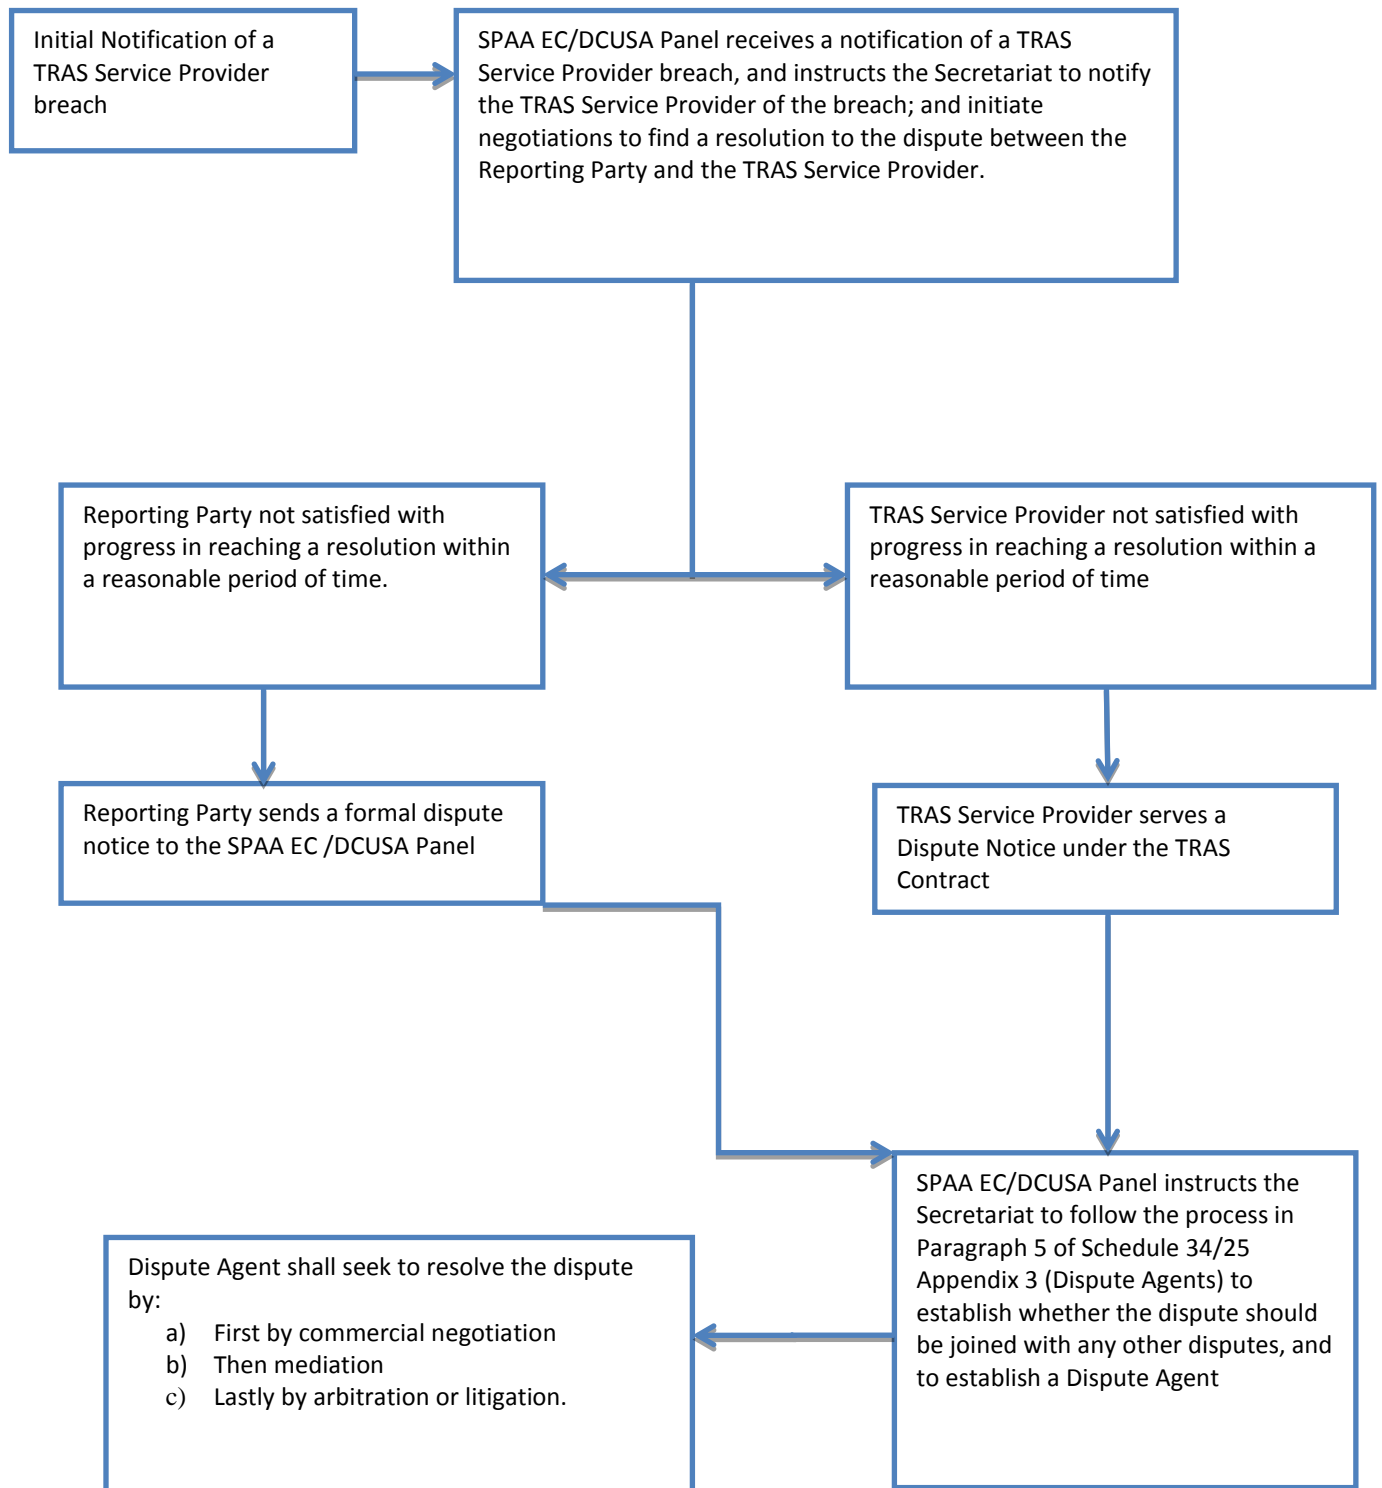 Initial Notification of a
TRAS Service Provider
breach
SPAA EC/DCUSA Panel receives a notification of a TRAS
Service Provider breach, and instructs the Secretariat to notify
the TRAS Service Provider of the breach; and initiate
negotiations to find a resolution to the dispute between the
Reporting Party and the TRAS Service Provider.
Reporting Party not satisfied with
progress in reaching a resolution within
a reasonable period of time.
TRAS Service Provider not satisfied with
progress in reaching a resolution within a
reasonable period of time
Reporting Party sends a formal dispute
notice to the SPAA EC /DCUSA Panel
TRAS Service Provider serves a
Dispute Notice under the TRAS
Contract
SPAA EC/DCUSA Panel instructs the
Secretariat to follow the process in
Paragraph 5 of Schedule 34/25
Appendix 3 (Dispute Agents) to
establish whether the dispute should
be joined with any other disputes, and
to establish a Dispute Agent
Dispute Agent shall seek to resolve the dispute
by:
a) First by commercial negotiation
b) Then mediation
c) Lastly by arbitration or litigation.